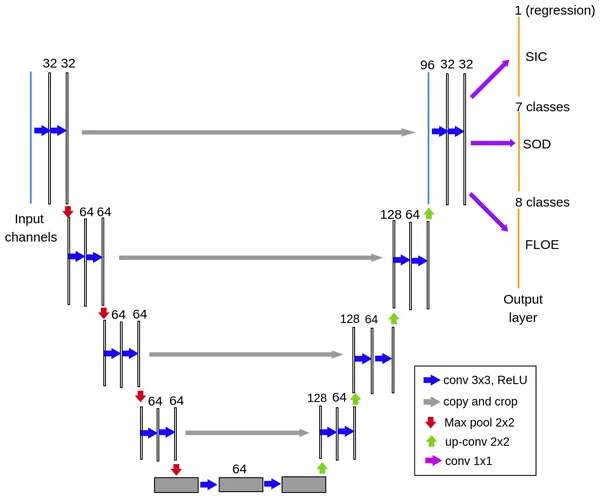 1 (regression)
SIC
32 32
96 32 32
7 classes
SOD
8 classes
Input
channels
64 64
128 64
FLOE
Output
layer
64 64
128 64
64 64
128 64
64
conv 3x3, ReLU
copy and crop
Max pool 2x2
up-conv 2x2
conv 1x1